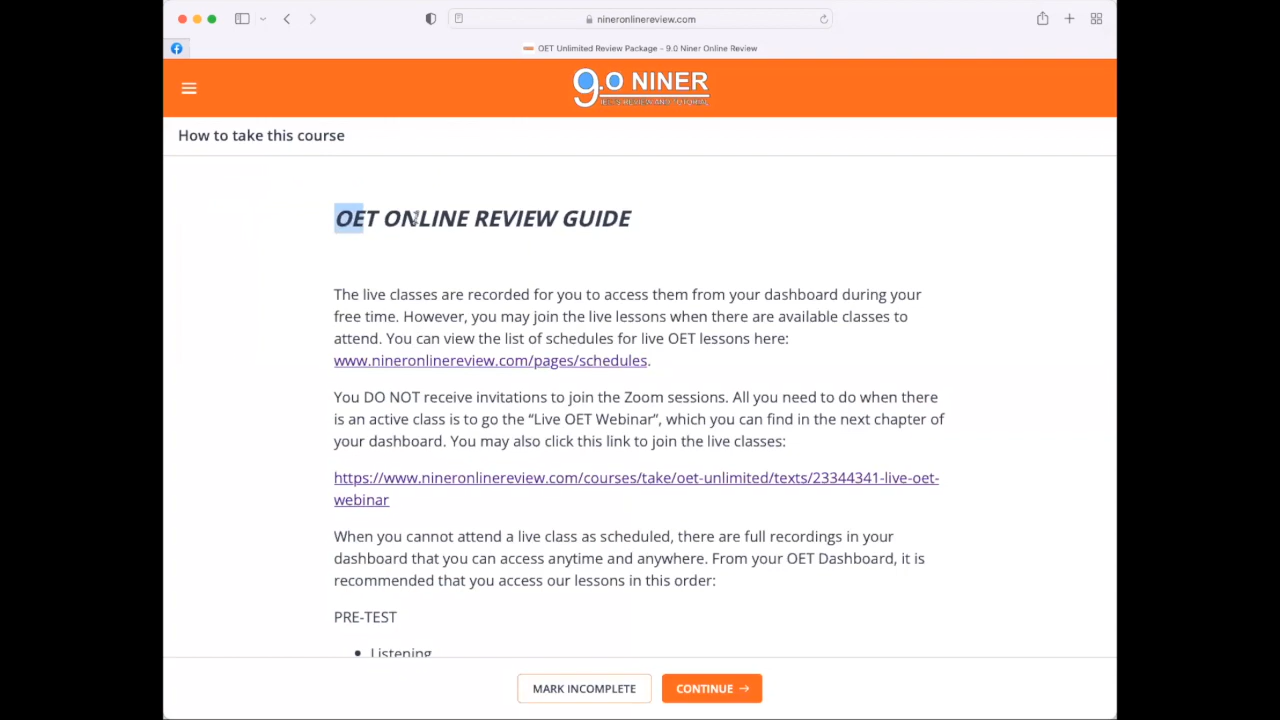 nineronlinereview.com
OET Unlimited Review Package - 9.0 Niner Online Review
9.0 NINER
IELTS REVIEW AND TUTORIAL
How to take this course
OET ONLINE REVIEW GUIDE
The live classes are recorded for you to access them from your dashboard during your
free time. However, you may join the live lessons when there are available classes to
attend. You can view the list of schedules for live OET lessons here:
www.nineronlinereview.com/pages/schedules.
You DO NOT receive invitations to join the Zoom sessions. All you need to do when there
is an active class is to go the “Live OET Webinar”, which you can find in the next chapter of
your dashboard. You may also click this link to join the live classes:
https://www.nineronlinereview.com/courses/take/oet-unlimited/texts/23344341-live-oet-
webinar
When you cannot attend a live class as scheduled, there are full recordings in your
dashboard that you can access anytime and anywhere. From your OET Dashboard, it is
recommended that you access our lessons in this order:
PRE-TEST
• Listening
MARK INCOMPLETE
CONTINUE →